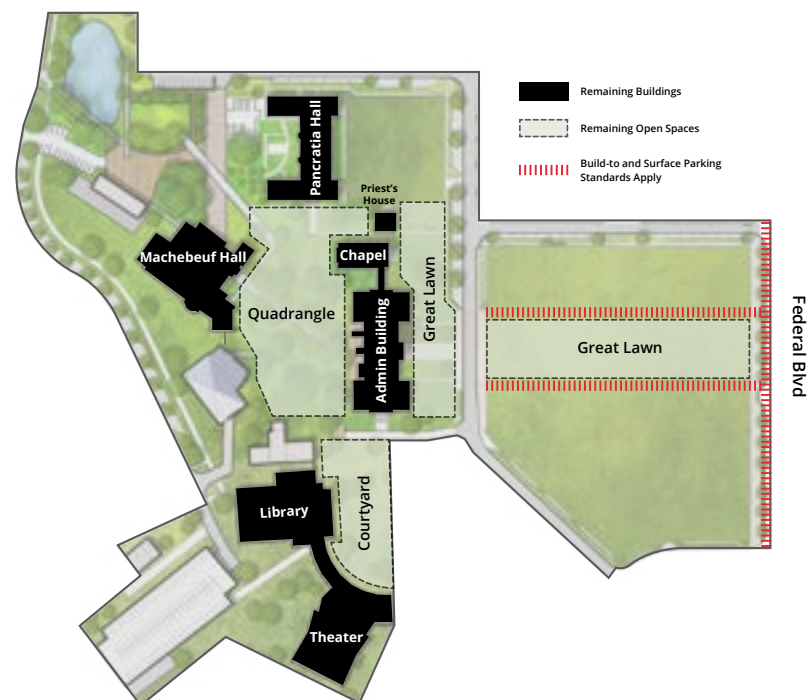 Remaining Buildings
Remaining Open Spaces
Build-to and Surface Parking
Standards Apply
Pancratia Hall
Priest's
House
Machebeuf Hall
Chapel
Quadrangle
Admin Building
Great Lawn
Great Lawn
Federal Blvd
Library
Courtyard
Theater